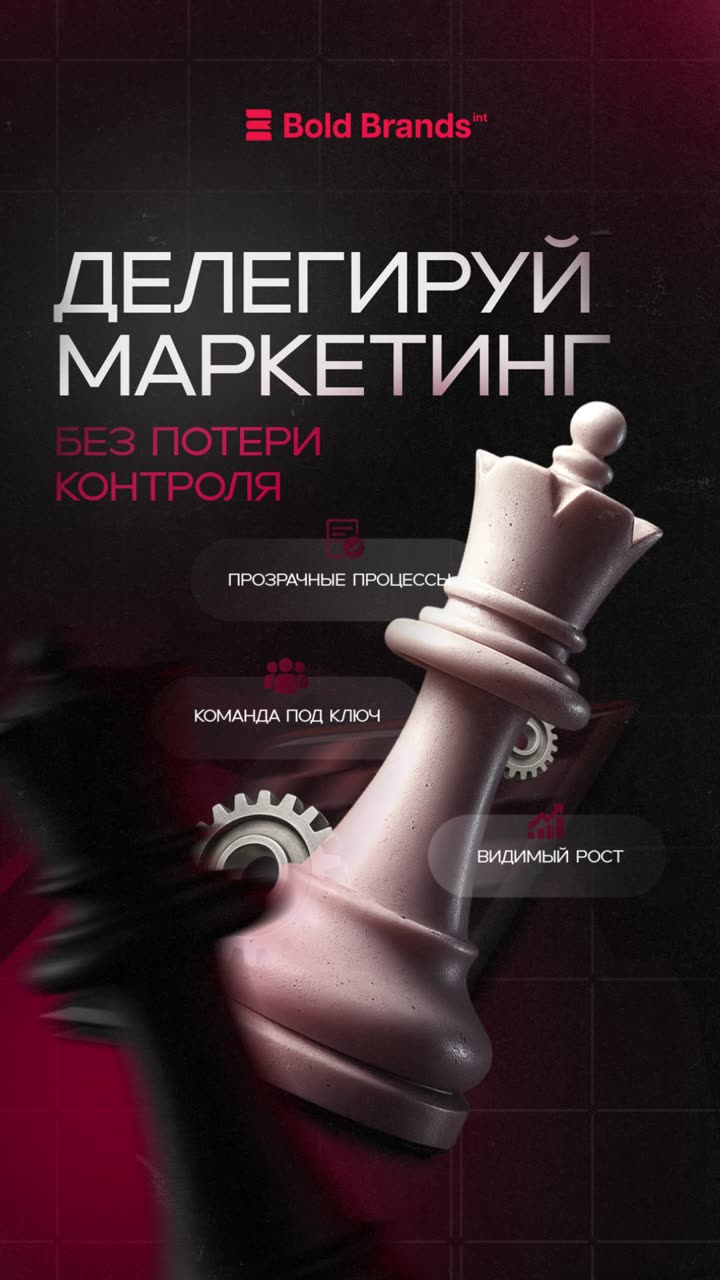 Bold Brands int
ДЕЛЕГИРУЙ
МАРКЕТИНГ
БЕЗ ПОТЕРИ
КОНТРОЛЯ
ПРОЗРАЧНЫЕ ПРОЦЕССЫ
КОМАНДА ПОД КЛЮЧ
ВИДИМЫЙ РОСТ